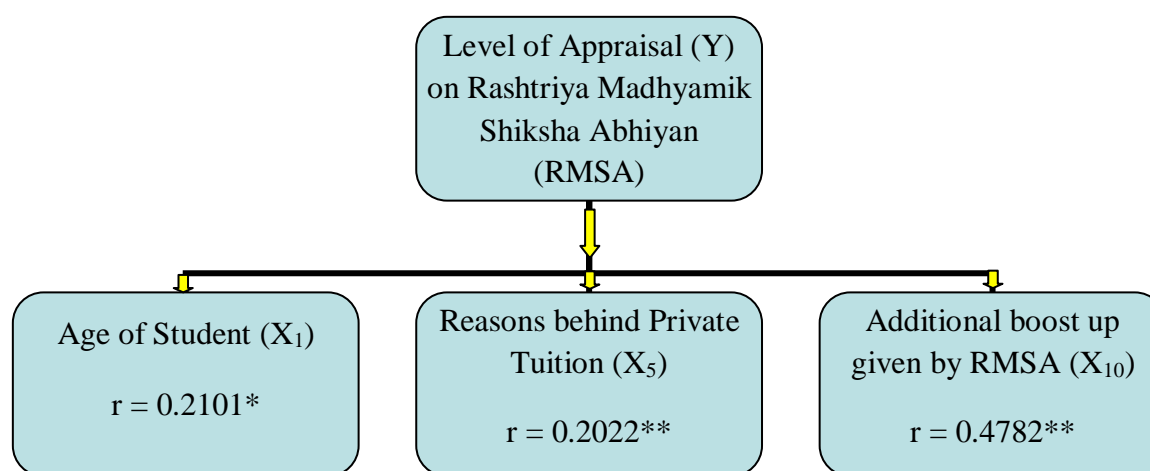 Level of Appraisal (Y)
on Rashtriya Madhyamik
Shiksha Abhiyan
(RMSA)
Age of Student (X₁)
r = 0.2101*
Reasons behind Private
Tuition (X₅)
r = 0.2022**
Additional boost up
given by RMSA (X₁₀)
r = 0.4782**